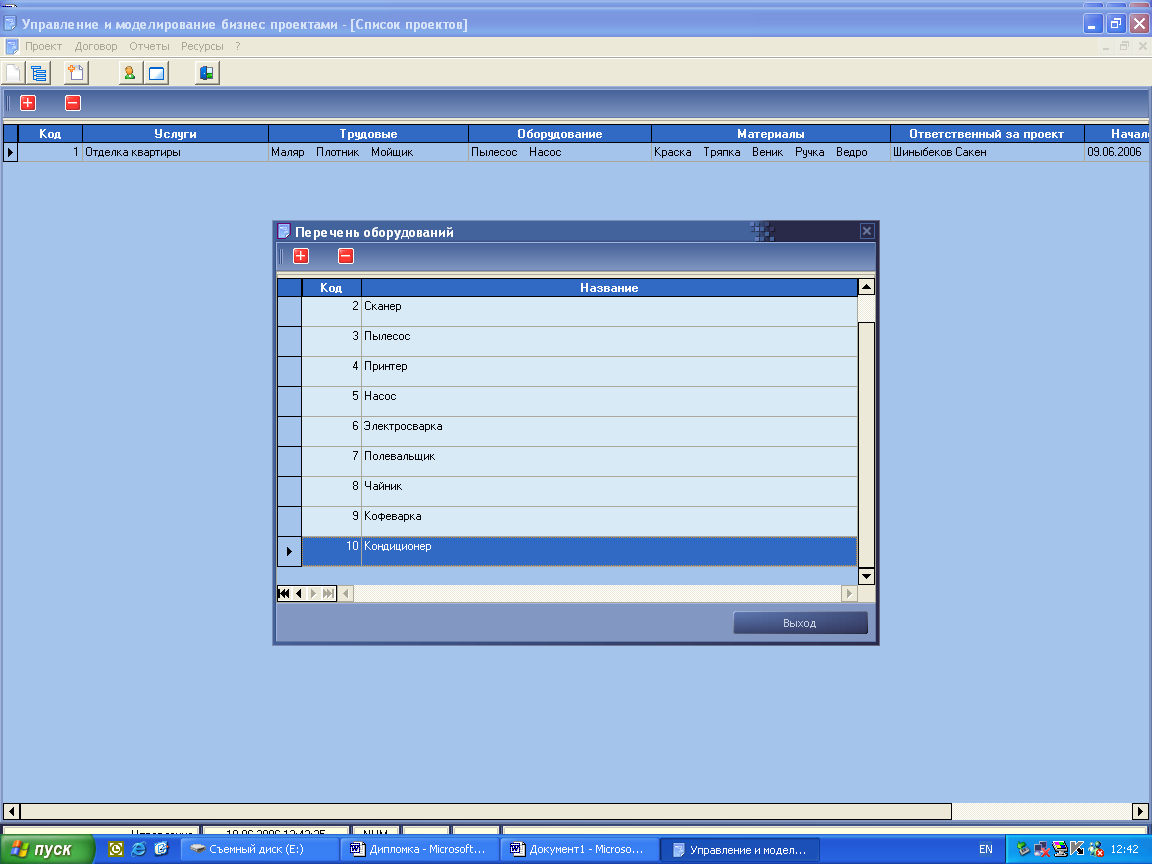 Управление и моделирование бизнес проектами - [Список проектов]
Проект Договор Отчеты Ресурсы ?
Код Услуги Трудовые Оборудование Материалы Ответственный за проект Начал
1 Отделка квартиры Маляр Плотник Мойщик Пылесос Насос Краска Тряпка Веник Ручка Ведро Шиныбеков Сакен 09.06.2006
Перечень оборудований
Код Название
2 Сканер
3 Пылесос
4 Принтер
5 Насос
6 Электросварка
7 Полевальщик
8 Чайник
9 Кофеварка
10 Кондиционер
Выход
пуск Съемный диск (E:) Дипломка - Microsoft... Документ1 - Microso... Управление и модел... EN 12:42